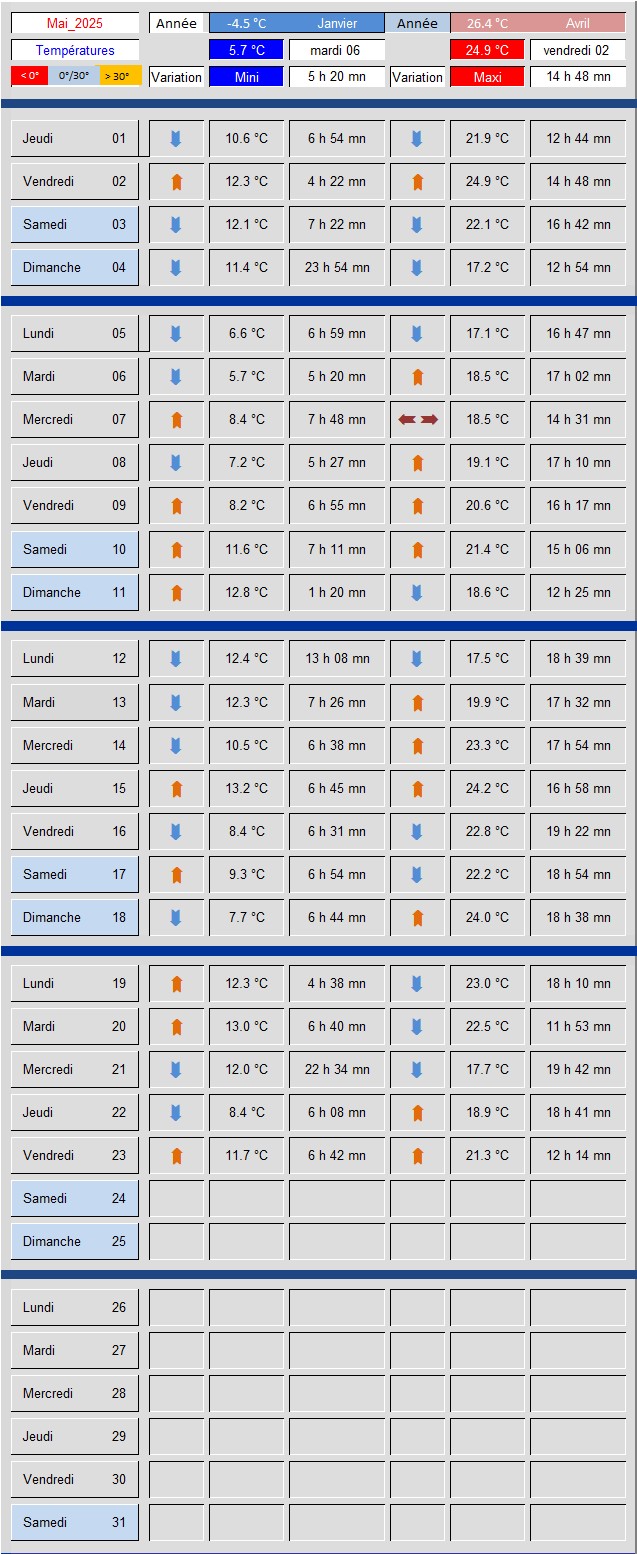 Mai_2025 Année -4.5 °C Janvier Année 26.4 °C Avril
Températures 5.7 °C mardi 06 24.9 °C vendredi 02
< 0° 0°/30° > 30° Variation Mini 5 h 20 mn Variation Maxi 14 h 48 mn
Jeudi 01 10.6 °C 6 h 54 mn 21.9 °C 12 h 44 mn
Vendredi 02 12.3 °C 4 h 22 mn 24.9 °C 14 h 48 mn
Samedi 03 12.1 °C 7 h 22 mn 22.1 °C 16 h 42 mn
Dimanche 04 11.4 °C 23 h 54 mn 17.2 °C 12 h 54 mn
Lundi 05 6.6 °C 6 h 59 mn 17.1 °C 16 h 47 mn
Mardi 06 5.7 °C 5 h 20 mn 18.5 °C 17 h 02 mn
Mercredi 07 8.4 °C 7 h 48 mn 18.5 °C 14 h 31 mn
Jeudi 08 7.2 °C 5 h 27 mn 19.1 °C 17 h 10 mn
Vendredi 09 8.2 °C 6 h 55 mn 20.6 °C 16 h 17 mn
Samedi 10 11.6 °C 7 h 11 mn 21.4 °C 15 h 06 mn
Dimanche 11 12.8 °C 1 h 20 mn 18.6 °C 12 h 25 mn
Lundi 12 12.4 °C 13 h 08 mn 17.5 °C 18 h 39 mn
Mardi 13 12.3 °C 7 h 26 mn 19.9 °C 17 h 32 mn
Mercredi 14 10.5 °C 6 h 38 mn 23.3 °C 17 h 54 mn
Jeudi 15 13.2 °C 6 h 45 mn 24.2 °C 16 h 58 mn
Vendredi 16 8.4 °C 6 h 31 mn 22.8 °C 19 h 22 mn
Samedi 17 9.3 °C 6 h 54 mn 22.2 °C 18 h 54 mn
Dimanche 18 7.7 °C 6 h 44 mn 24.0 °C 18 h 38 mn
Lundi 19 12.3 °C 4 h 38 mn 23.0 °C 18 h 10 mn
Mardi 20 13.0 °C 6 h 40 mn 22.5 °C 11 h 53 mn
Mercredi 21 12.0 °C 22 h 34 mn 17.7 °C 19 h 42 mn
Jeudi 22 8.4 °C 6 h 08 mn 18.9 °C 18 h 41 mn
Vendredi 23 11.7 °C 6 h 42 mn 21.3 °C 12 h 14 mn
Samedi 24
Dimanche 25
Lundi 26
Mardi 27
Mercredi 28
Jeudi 29
Vendredi 30
Samedi 31